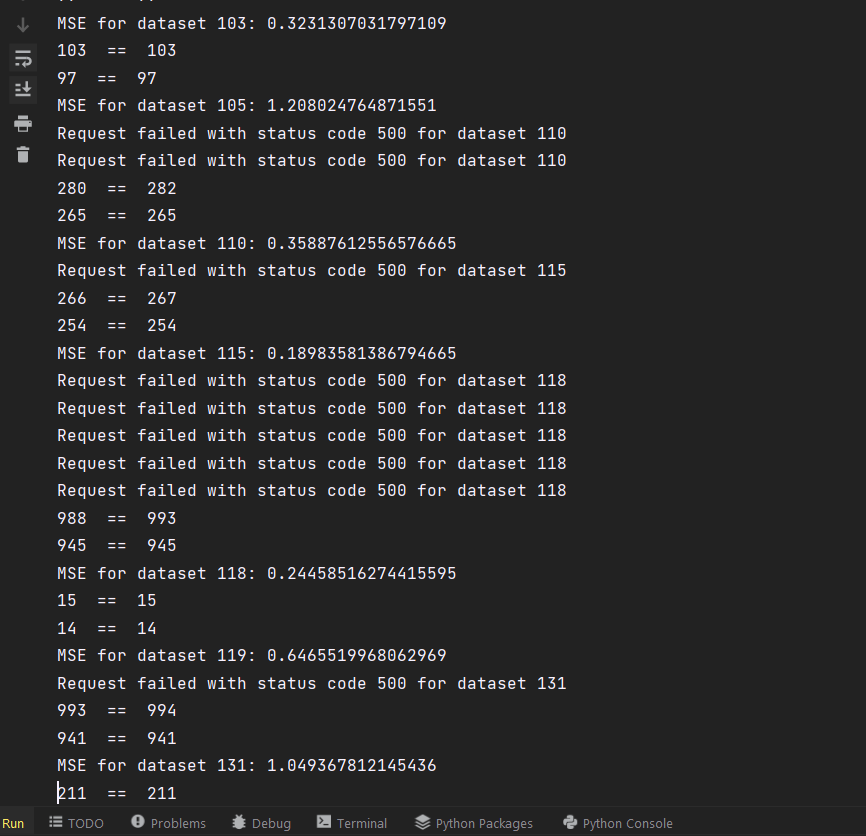 MSE for dataset 103: 0.3231307031797109
103  ==  103
97  ==  97
MSE for dataset 105: 1.208024764871551
Request failed with status code 500 for dataset 110
Request failed with status code 500 for dataset 110
280  ==  282
265  ==  265
MSE for dataset 110: 0.35887612556576665
Request failed with status code 500 for dataset 115
266  ==  267
254  ==  254
MSE for dataset 115: 0.18983581386794665
Request failed with status code 500 for dataset 118
Request failed with status code 500 for dataset 118
Request failed with status code 500 for dataset 118
Request failed with status code 500 for dataset 118
Request failed with status code 500 for dataset 118
988  ==  993
945  ==  945
MSE for dataset 118: 0.24458516274415595
15  ==  15
14  ==  14
MSE for dataset 119: 0.6465519968062969
Request failed with status code 500 for dataset 131
993  ==  994
941  ==  941
MSE for dataset 131: 1.049367812145436
211  ==  211
Run TODO Problems Debug Terminal Python Packages Python Console